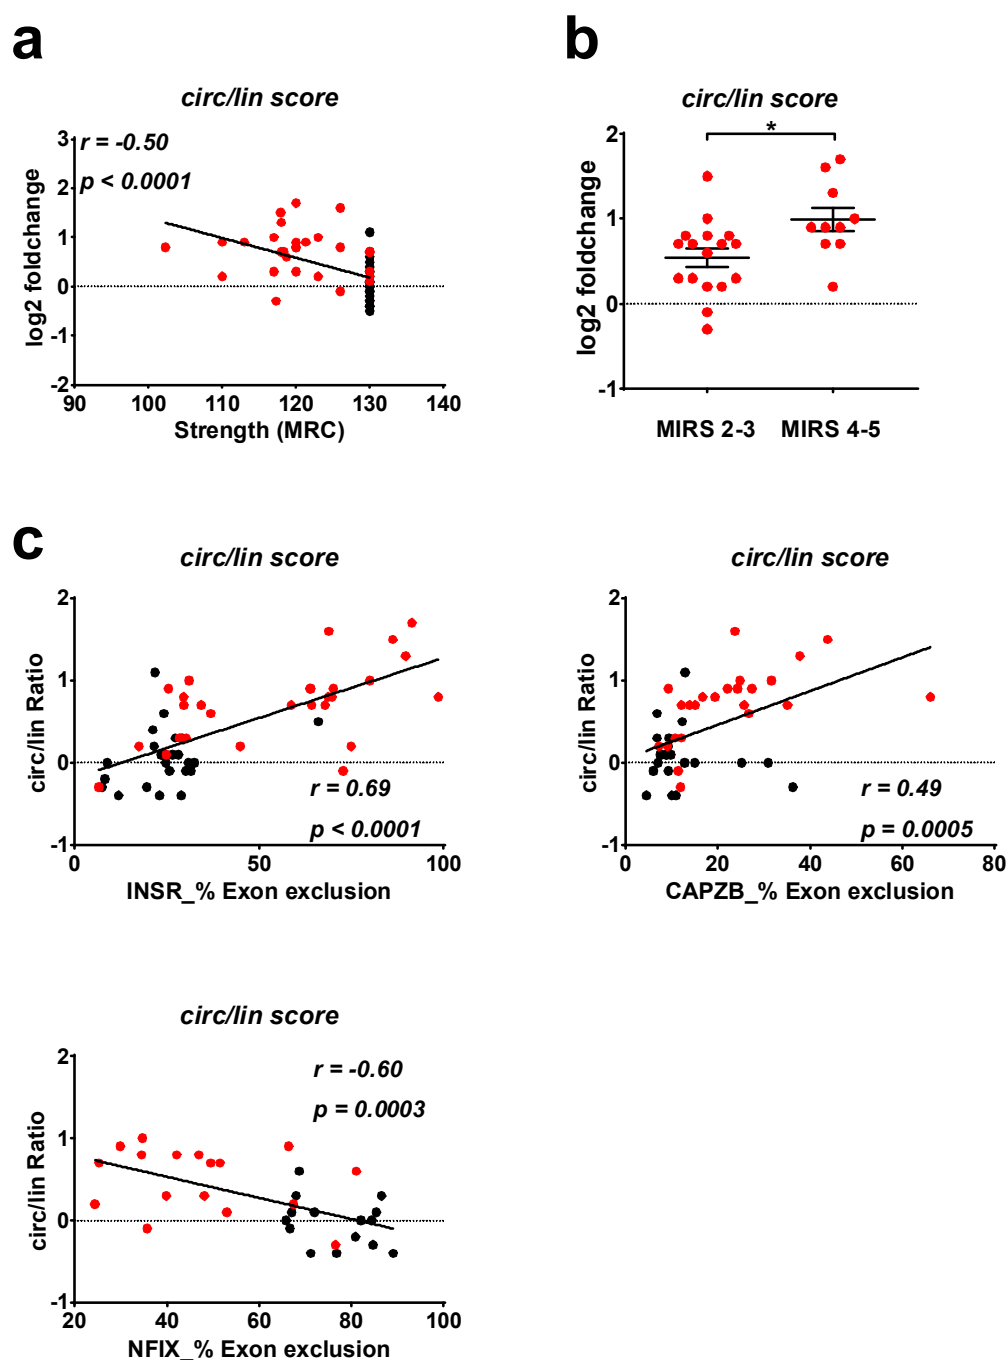 a
circ/lin score
r = -0.50
p < 0.0001
log2 foldchange
3
2
1
0
-1
-2
90 100 110 120 130 140
Strength (MRC)
b
circ/lin score
*
log2 foldchange
2
1
0
-1
MIRS 2-3 MIRS 4-5
c
circ/lin score
circ/lin Ratio
2
1
0
-1
r = 0.69
p < 0.0001
0 50 100
INSR_% Exon exclusion
circ/lin score
circ/lin Ratio
2
1
0
-1
r = 0.49
p = 0.0005
0 20 40 60 80
CAPZB_% Exon exclusion
circ/lin score
circ/lin Ratio
2
1
0
-1
r = -0.60
p = 0.0003
20 40 60 80 100
NFIX_% Exon exclusion